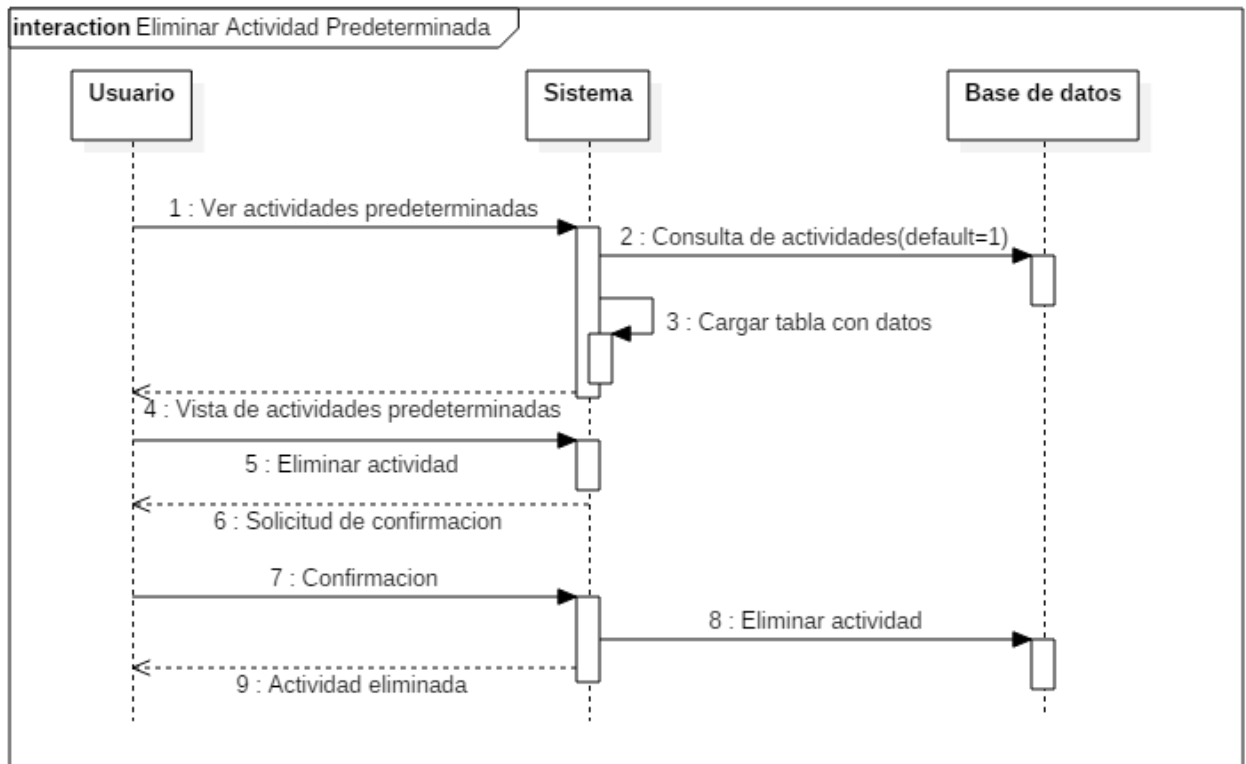 interaction Eliminar Actividad Predeterminada
Usuario
Sistema
Base de datos
1 : Ver actividades predeterminadas
2 : Consulta de actividades(default=1)
3 : Cargar tabla con datos
4 : Vista de actividades predeterminadas
5 : Eliminar actividad
6 : Solicitud de confirmacion
7 : Confirmacion
8 : Eliminar actividad
9 : Actividad eliminada